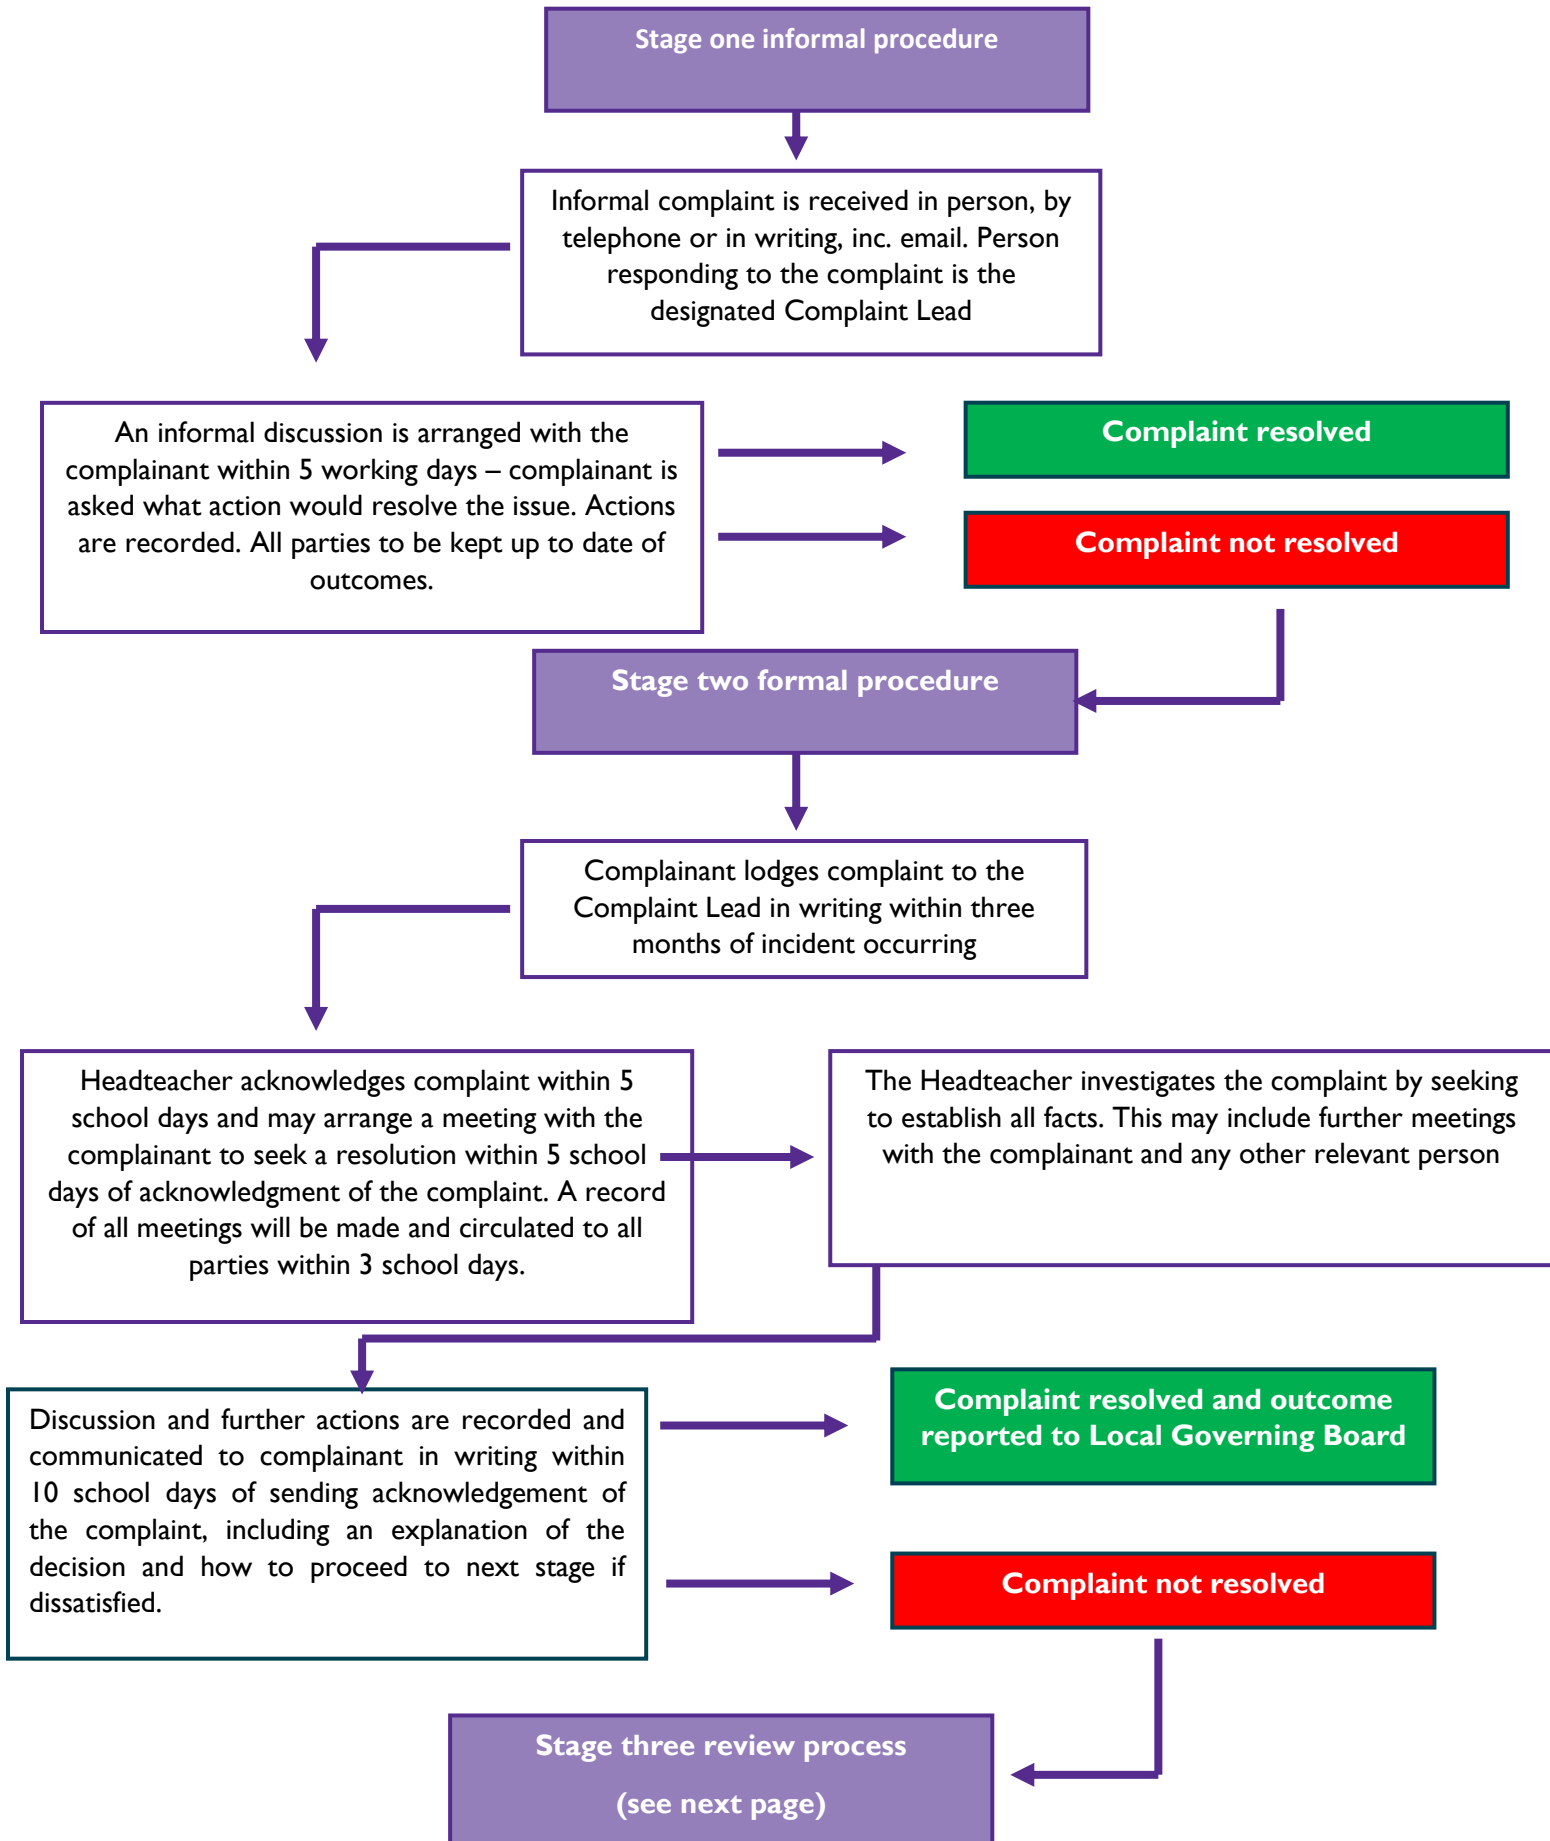 Stage one informal procedure
Informal complaint is received in person, by
telephone or in writing, inc. email. Person
responding to the complaint is the
designated Complaint Lead
An informal discussion is arranged with the
complainant within 5 working days – complainant is
asked what action would resolve the issue. Actions
are recorded. All parties to be kept up to date of
outcomes.
Complaint resolved
Complaint not resolved
Stage two formal procedure
Complainant lodges complaint to the
Complaint Lead in writing within three
months of incident occurring
Headteacher acknowledges complaint within 5
school days and may arrange a meeting with the
complainant to seek a resolution within 5 school
days of acknowledgment of the complaint. A record
of all meetings will be made and circulated to all
parties within 3 school days.
The Headteacher investigates the complaint by seeking
to establish all facts. This may include further meetings
with the complainant and any other relevant person
Discussion and further actions are recorded and
communicated to complainant in writing within
10 school days of sending acknowledgement of
the complaint, including an explanation of the
decision and how to proceed to next stage if
dissatisfied.
Complaint resolved and outcome
reported to Local Governing Board
Complaint not resolved
Stage three review process
(see next page)